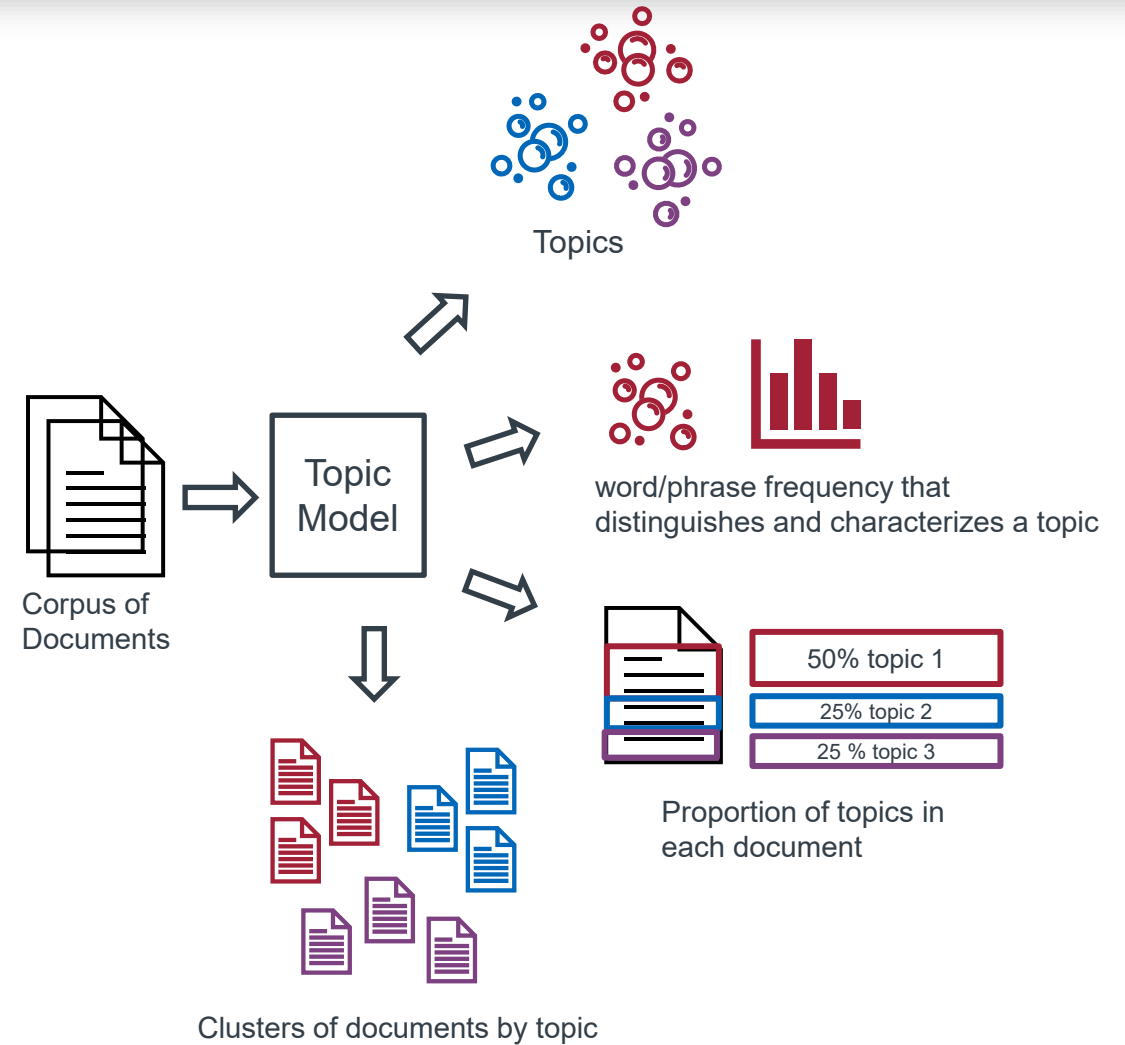 Topics
Topic
Model
word/phrase frequency that
distinguishes and characterizes a topic
Corpus of
Documents
50% topic 1
25% topic 2
25 % topic 3
Proportion of topics in
each document
Clusters of documents by topic